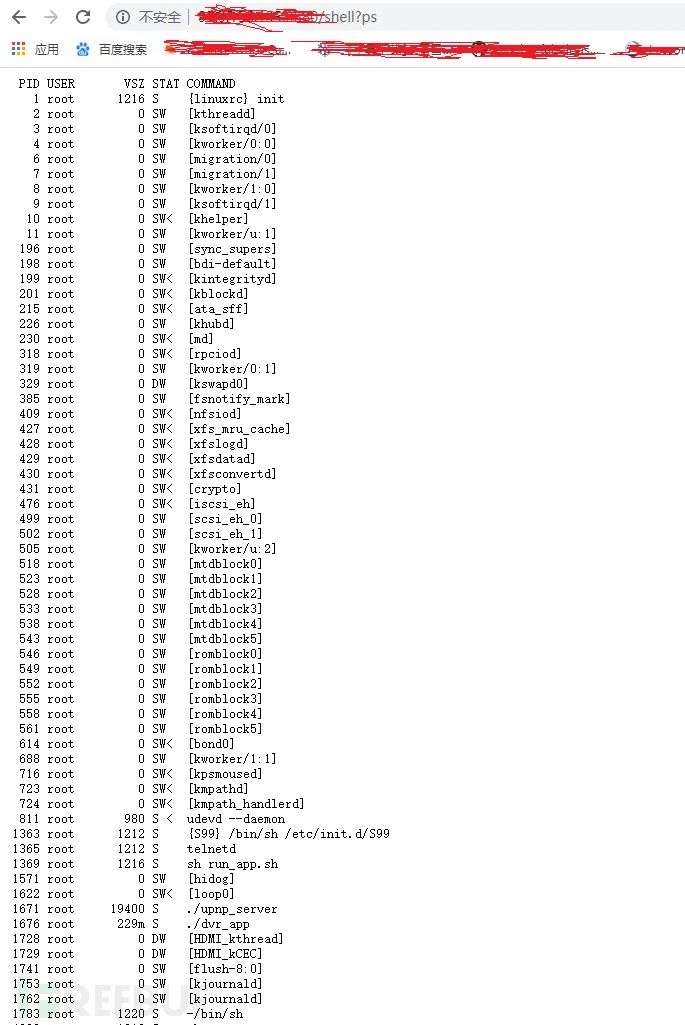 不安全 /shell?ps
应用 百度搜索
PID USER VSZ STAT COMMAND
1 root 1216 S {linuxrc} init
2 root 0 SW [kthreadd]
3 root 0 SW [ksoftirqd/0]
4 root 0 SW [kworker/0:0]
6 root 0 SW [migration/0]
7 root 0 SW [migration/1]
8 root 0 SW [kworker/1:0]
9 root 0 SW [ksoftirqd/1]
10 root 0 SW< [khelper]
11 root 0 SW [kworker/u:1]
196 root 0 SW [sync_supers]
198 root 0 SW [bdi-default]
199 root 0 SW< [kintegrityd]
201 root 0 SW< [kblockd]
215 root 0 SW< [ata_sff]
226 root 0 SW [khubd]
230 root 0 SW< [md]
318 root 0 SW< [rpciod]
319 root 0 SW [kworker/0:1]
329 root 0 DW [kswapd0]
385 root 0 SW [fsnotify_mark]
409 root 0 SW< [nfsiod]
427 root 0 SW< [xfs_mru_cache]
428 root 0 SW< [xfslogd]
429 root 0 SW< [xfsdatad]
430 root 0 SW< [xfsconvertd]
431 root 0 SW< [crypto]
476 root 0 SW< [iscsi_eh]
499 root 0 SW [scsi_eh_0]
502 root 0 SW [scsi_eh_1]
505 root 0 SW [kworker/u:2]
518 root 0 SW [mtdblock0]
523 root 0 SW [mtdblock1]
528 root 0 SW [mtdblock2]
533 root 0 SW [mtdblock3]
538 root 0 SW [mtdblock4]
543 root 0 SW [mtdblock5]
546 root 0 SW [romblock0]
549 root 0 SW [romblock1]
552 root 0 SW [romblock2]
555 root 0 SW [romblock3]
558 root 0 SW [romblock4]
561 root 0 SW [romblock5]
614 root 0 SW< [bond0]
688 root 0 SW [kworker/1:1]
716 root 0 SW< [kpsmoused]
723 root 0 SW< [kmpathd]
724 root 0 SW< [kmpath_handlerd]
811 root 980 S < udevd --daemon
1363 root 1212 S {S99} /bin/sh /etc/init.d/S99
1365 root 1212 S telnetd
1369 root 1216 S sh run_app.sh
1571 root 0 SW [hidog]
1622 root 0 SW< [loop0]
1671 root 19400 S ./upnp_server
1676 root 229m S ./dvr_app
1728 root 0 DW [HDMI_kthread]
1729 root 0 DW [HDMI_kCEC]
1741 root 0 SW [flush-8:0]
1753 root 0 SW [kjournald]
1762 root 0 SW [kjournald]
1783 root 1220 S -/bin/sh